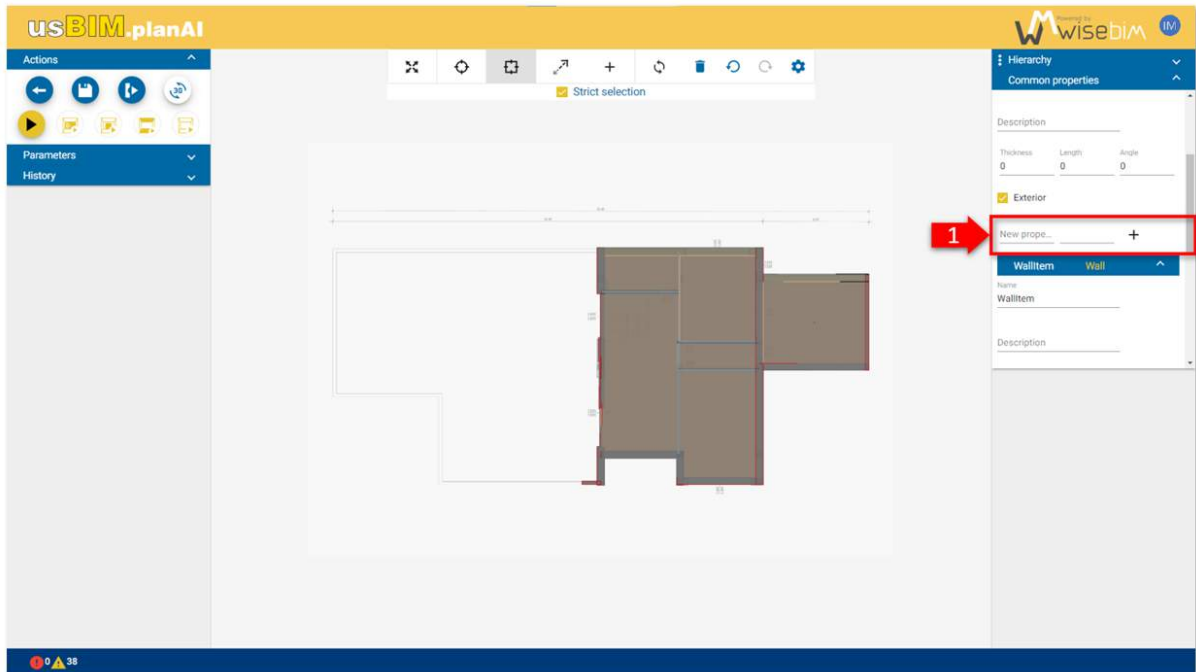 usBIM.planAI
Powered by
wisebim
IM
Actions
30
Parameters
History
Strict selection
Hierarchy
Common properties
Description
Thickness Length Angle
0 0 0
Exterior
1
New prope... +
WallItem Wall
Name
WallItem
Description
0 38